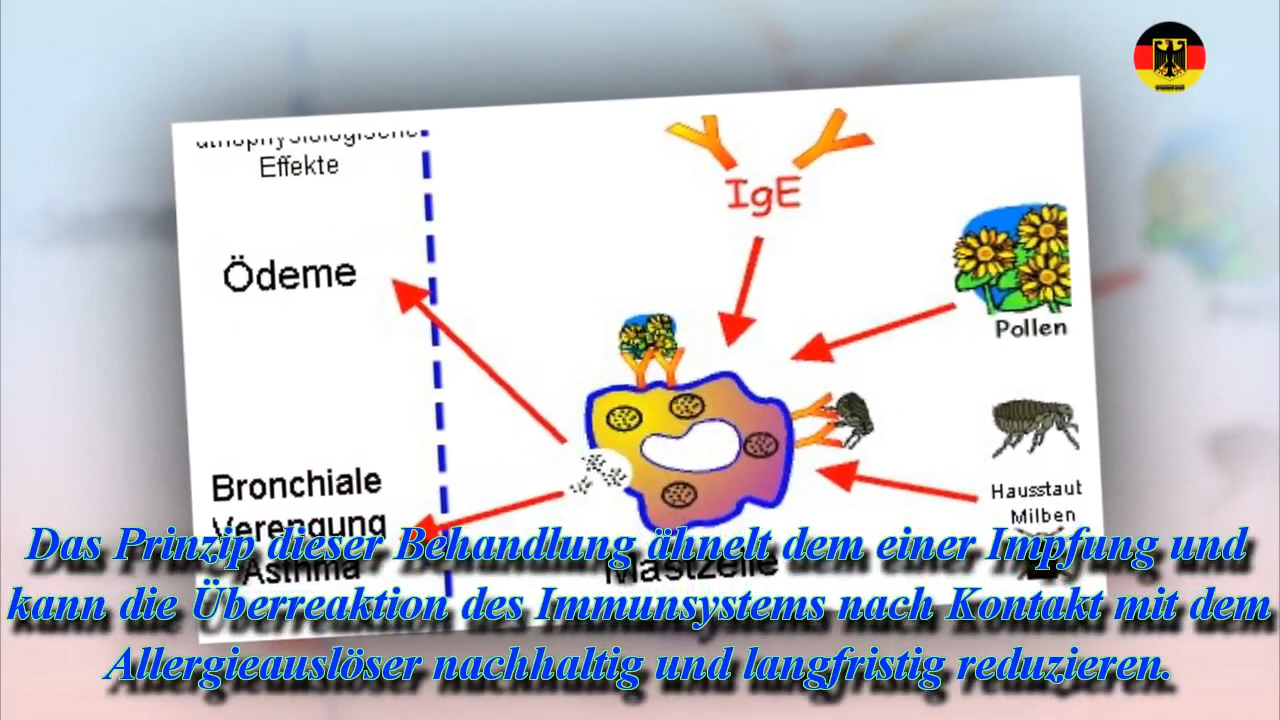 Effekte
IgE
Ödeme
Pollen
Bronchiale
Verengung
Asthma
Hausstaut
Milben
Mastzelle
Das Prinzip dieser Behandlung ähnelt dem einer Impfung und
kann die Überreaktion des Immunsystems nach Kontakt mit dem
Allergieauslöser nachhaltig und langfristig reduzieren.